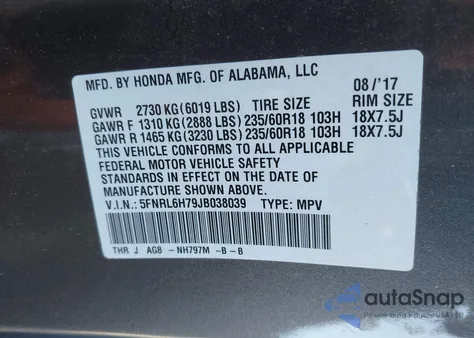 MFD. BY HONDA MFG. OF ALABAMA, LLC 08/'17
GVWR 2730 KG (6019 LBS) TIRE SIZE RIM SIZE
GAWR F 1310 KG (2888 LBS) 235/60R18 103H 18X7.5J
GAWR R 1465 KG (3230 LBS) 235/60R18 103H 18X7.5J
THIS VEHICLE CONFORMS TO ALL APPLICABLE
FEDERAL MOTOR VEHICLE SAFETY
STANDARDS IN EFFECT ON THE DATE OF
MANUFACTURE SHOWN ABOVE.
V.I.N.: 5FNRL6H79JB038039 TYPE: MPV
THR J AG8 -NH797M -B -B
autoSnap